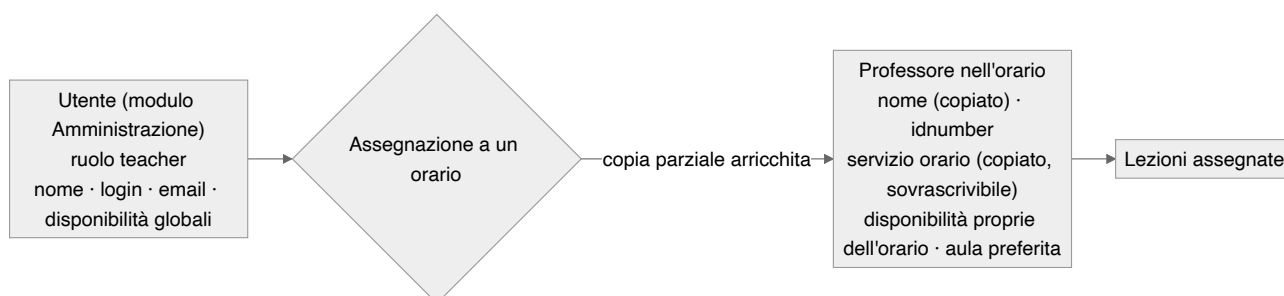 Utente (modulo
Amministrazione)
ruolo teacher
nome · login · email ·
disponibilità globali
Assegnazione a un
orario
copia parziale arricchita
Professore nell'orario
nome (copiato) ·
idnumber
servizio orario (copiato,
sovrascrivibile)
disponibilità proprie
dell'orario · aula preferita
Lezioni assegnate